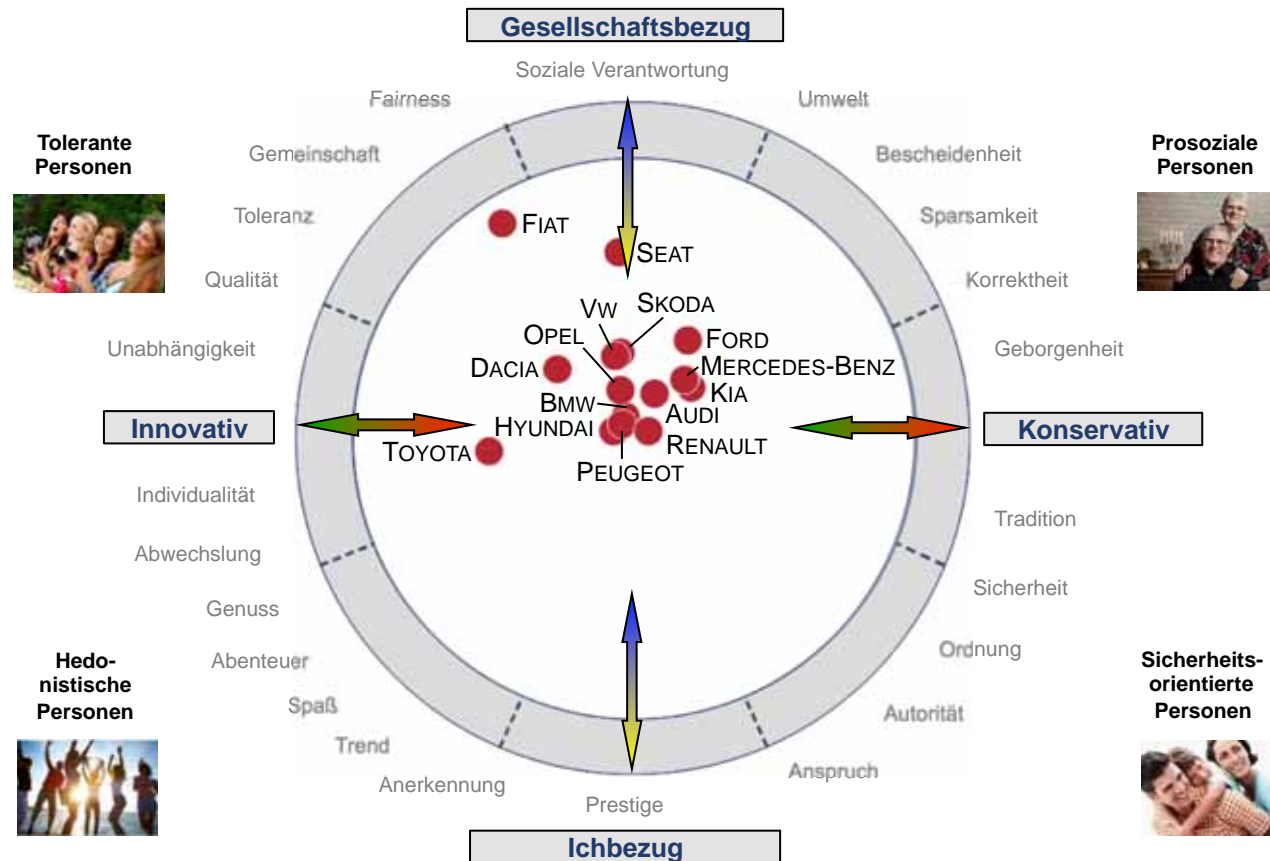 Gesellschaftsbezug
Soziale Verantwortung
Fairness
Umwelt
Tolerante
Personen
Gemeinschaft
Bescheidenheit
Prosoziale
Personen
Toleranz
FIAT
Sparsamkeit
SEAT
Qualität
Korrektheit
VW
SKODA
OPEL
FORD
Unabhängigkeit
Geborgenheit
DACIA
MERCEDES-BENZ
KIA
BMW
AUDI
Innovativ
HYUNDAI
Konservativ
TOYOTA
RENAULT
PEUGEOT
Individualität
Tradition
Abwechslung
Sicherheit
Genuss
Ordnung
Hedo-
nistische
Personen
Abenteuer
Sicherheits-
orientierte
Personen
Spaß
Autorität
Trend
Anspruch
Anerkennung
Prestige
Ichbezug